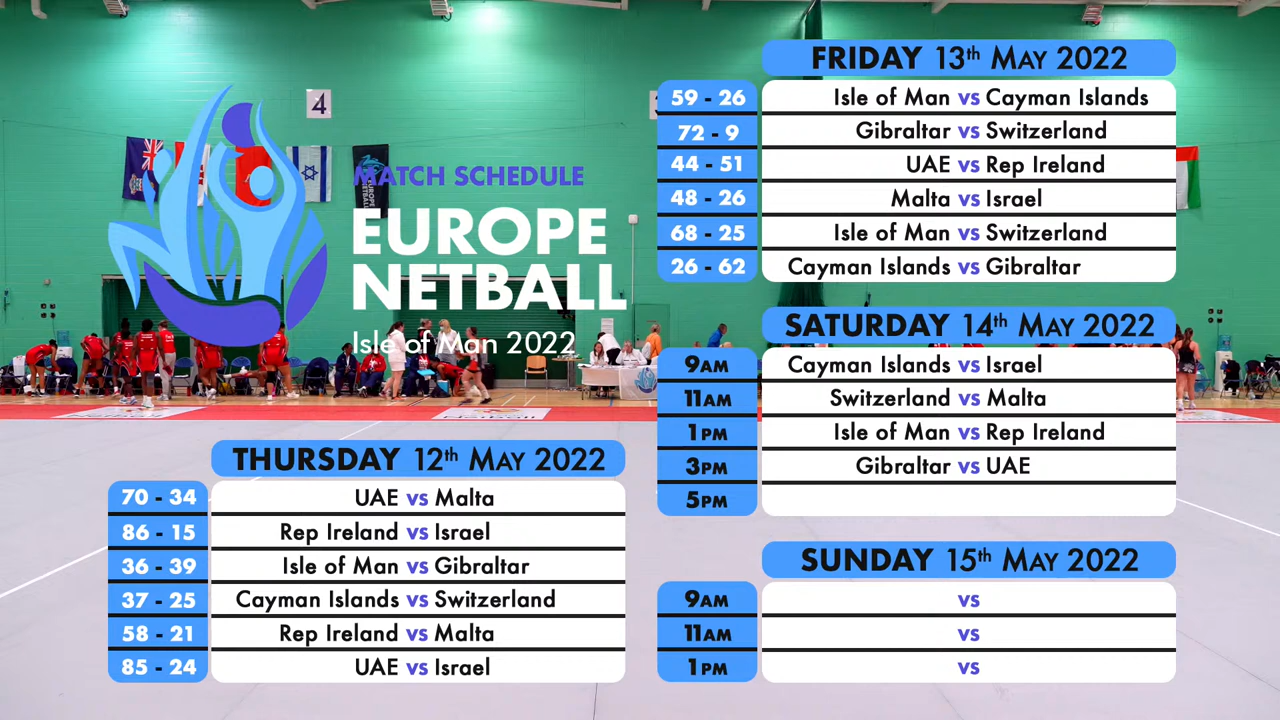 4
MATCH SCHEDULE
EUROPE
NETBALL
Isle of Man 2022
THURSDAY 12th MAY 2022
70 - 34 UAE vs Malta
86 - 15 Rep Ireland vs Israel
36 - 39 Isle of Man vs Gibraltar
37 - 25 Cayman Islands vs Switzerland
58 - 21 Rep Ireland vs Malta
85 - 24 UAE vs Israel
FRIDAY 13th MAY 2022
59 - 26 Isle of Man vs Cayman Islands
72 - 9 Gibraltar vs Switzerland
44 - 51 UAE vs Rep Ireland
48 - 26 Malta vs Israel
68 - 25 Isle of Man vs Switzerland
26 - 62 Cayman Islands vs Gibraltar
SATURDAY 14th MAY 2022
9AM Cayman Islands vs Israel
11AM Switzerland vs Malta
1PM Isle of Man vs Rep Ireland
3PM Gibraltar vs UAE
5PM
SUNDAY 15th MAY 2022
9AM vs
11AM vs
1PM vs